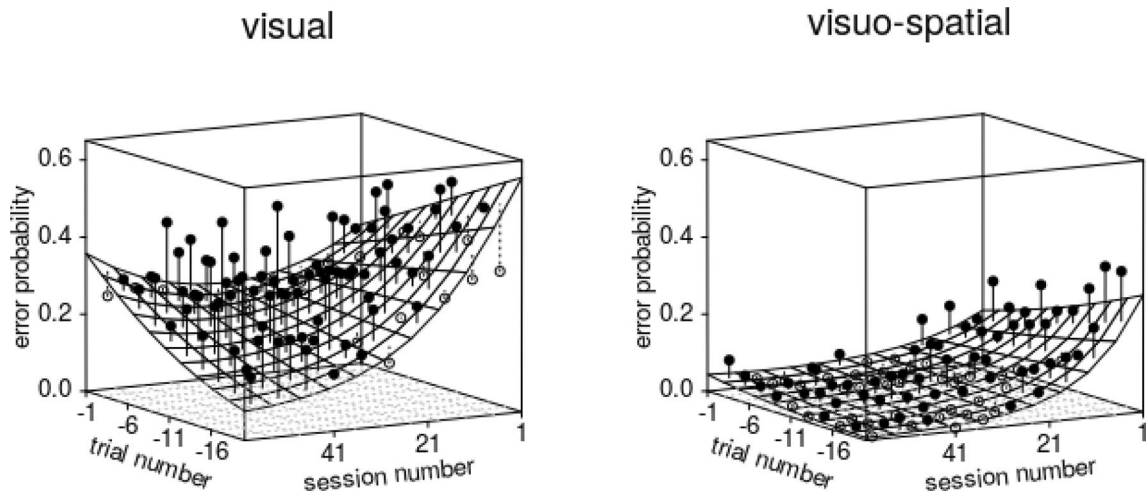 visual
visuo-spatial
error probability
0.6
0.4
0.2
0.0
-1
-6
-11
-16
trial number
41
21
1
session number
error probability
0.6
0.4
0.2
0.0
-1
-6
-11
-16
trial number
41
21
1
session number